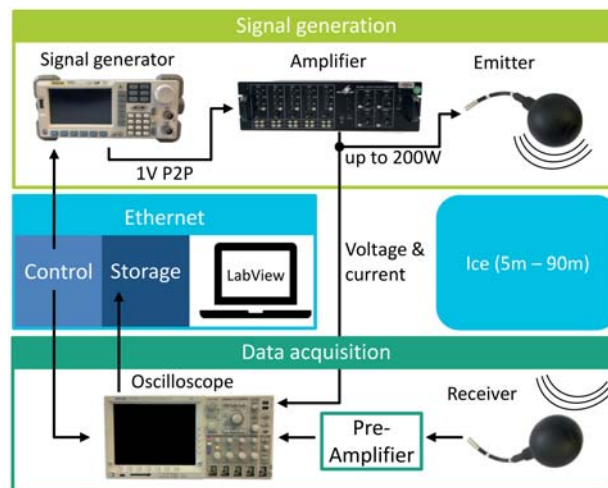 Signal generation
Signal generator
Amplifier
Emitter
1V P2P
up to 200W
Ethernet
Control
Storage
LabView
Voltage &
current
Ice (5m – 90m)
Data acquisition
Oscilloscope
Receiver
Pre-
Amplifier